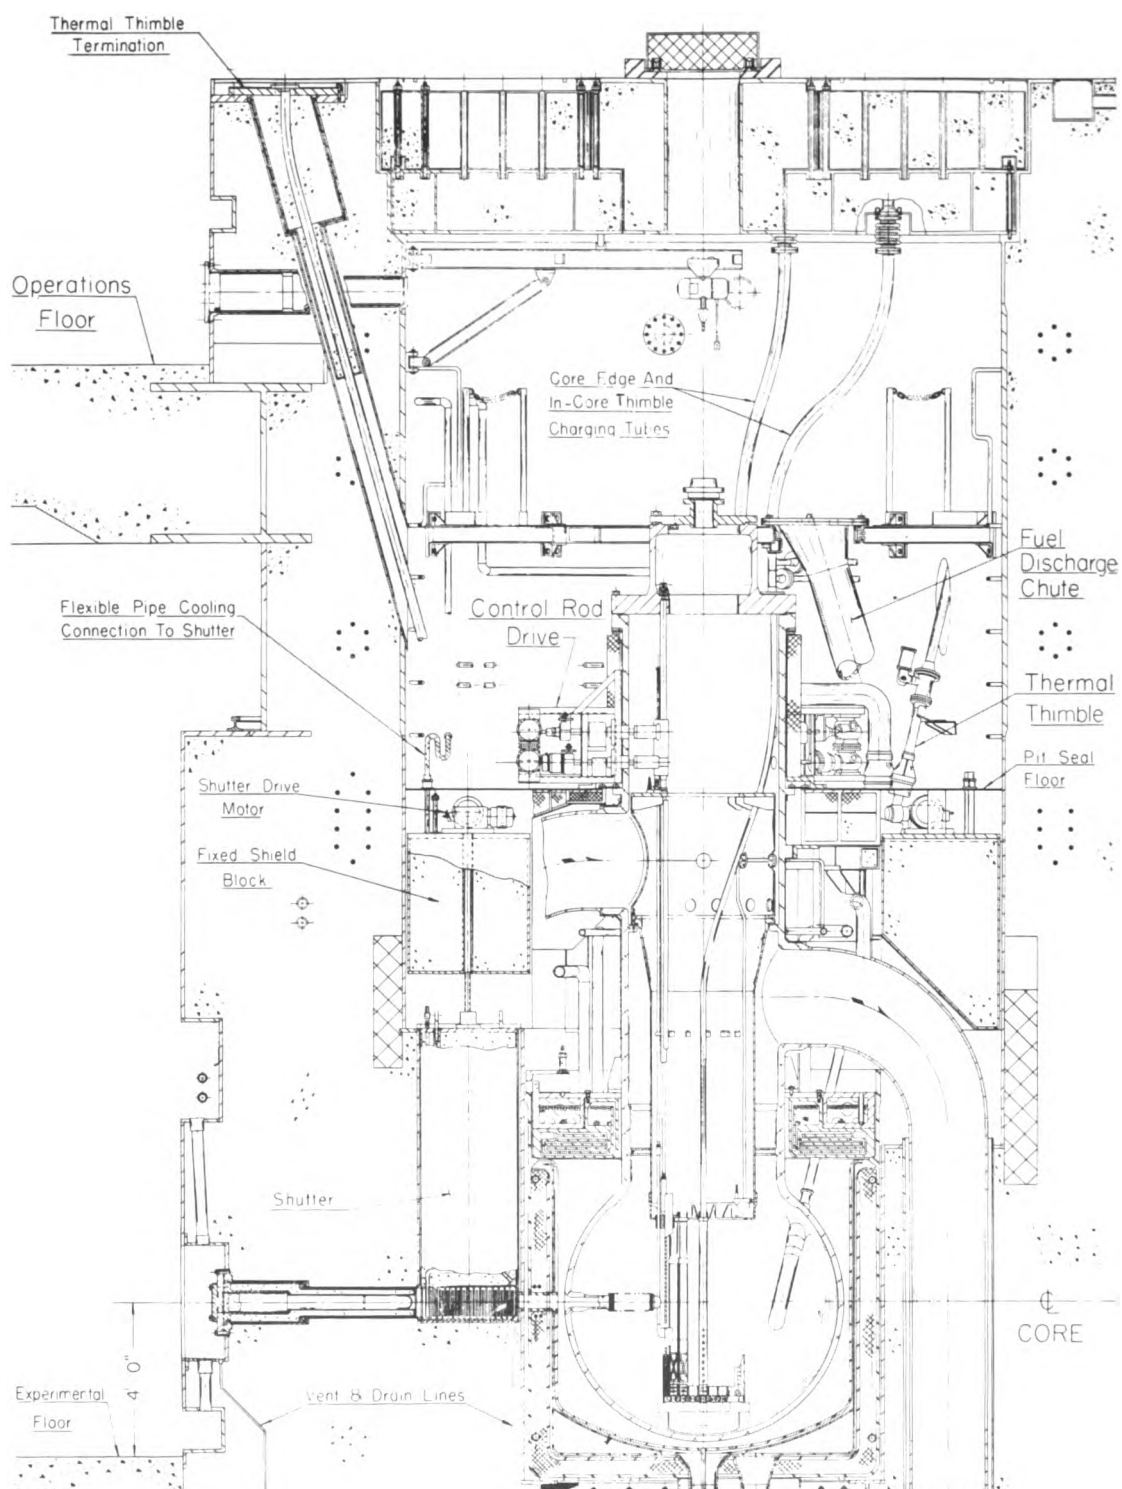 Thermal Thimble
Termination
Operations
Floor
Core Edge And
In-Core Thimble
Charging Tubes
Fuel
Discharge
Chute
Flexible Pipe Cooling
Connection To Shutter
Control Rod
Drive
Thermal
Thimble
Pit Seal
Floor
Shutter Drive
Motor
Fixed Shield
Block
Shutter
℄
CORE
4' 0"
Experimental
Floor
Vent & Drain Lines